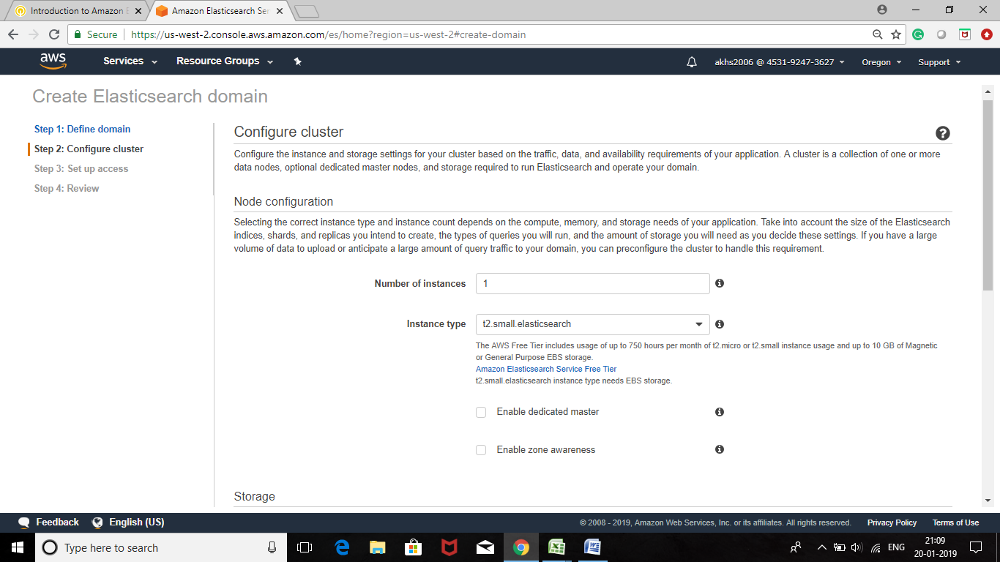 Introduction to Amazon E
Amazon Elasticsearch Ser
Secure
https://us-west-2.console.aws.amazon.com/es/home?region=us-west-2#create-domain
aws
Services
Resource Groups
akhs2006 @ 4531-9247-3627
Oregon
Support
Create Elasticsearch domain
Step 1: Define domain
Step 2: Configure cluster
Step 3: Set up access
Step 4: Review
Configure cluster
Configure the instance and storage settings for your cluster based on the traffic, data, and availability requirements of your application. A cluster is a collection of one or more
data nodes, optional dedicated master nodes, and storage required to run Elasticsearch and operate your domain.
Node configuration
Selecting the correct instance type and instance count depends on the compute, memory, and storage needs of your application. Take into account the size of the Elasticsearch
indices, shards, and replicas you intend to create, the types of queries you will run, and the amount of storage you will need as you decide these settings. If you have a large
volume of data to upload or anticipate a large amount of query traffic to your domain, you can preconfigure the cluster to handle this requirement.
Number of instances
1
Instance type
t2.small.elasticsearch
The AWS Free Tier includes usage of up to 750 hours per month of t2.micro or t2.small instance usage and up to 10 GB of Magnetic
or General Purpose EBS storage.
Amazon Elasticsearch Service Free Tier
t2.small.elasticsearch instance type needs EBS storage.
Enable dedicated master
Enable zone awareness
Storage
Feedback
English (US)
© 2008 - 2019, Amazon Web Services, Inc. or its affiliates. All rights reserved.
Privacy Policy
Terms of Use
Type here to search
ENG
21:09
20-01-2019